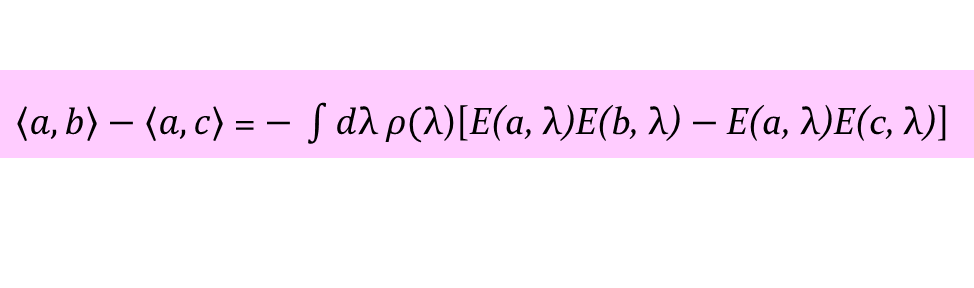 ⟨a, b⟩ − ⟨a, c⟩ = − ∫ dλ ρ(λ)[E(a, λ)E(b, λ) − E(a, λ)E(c, λ)]